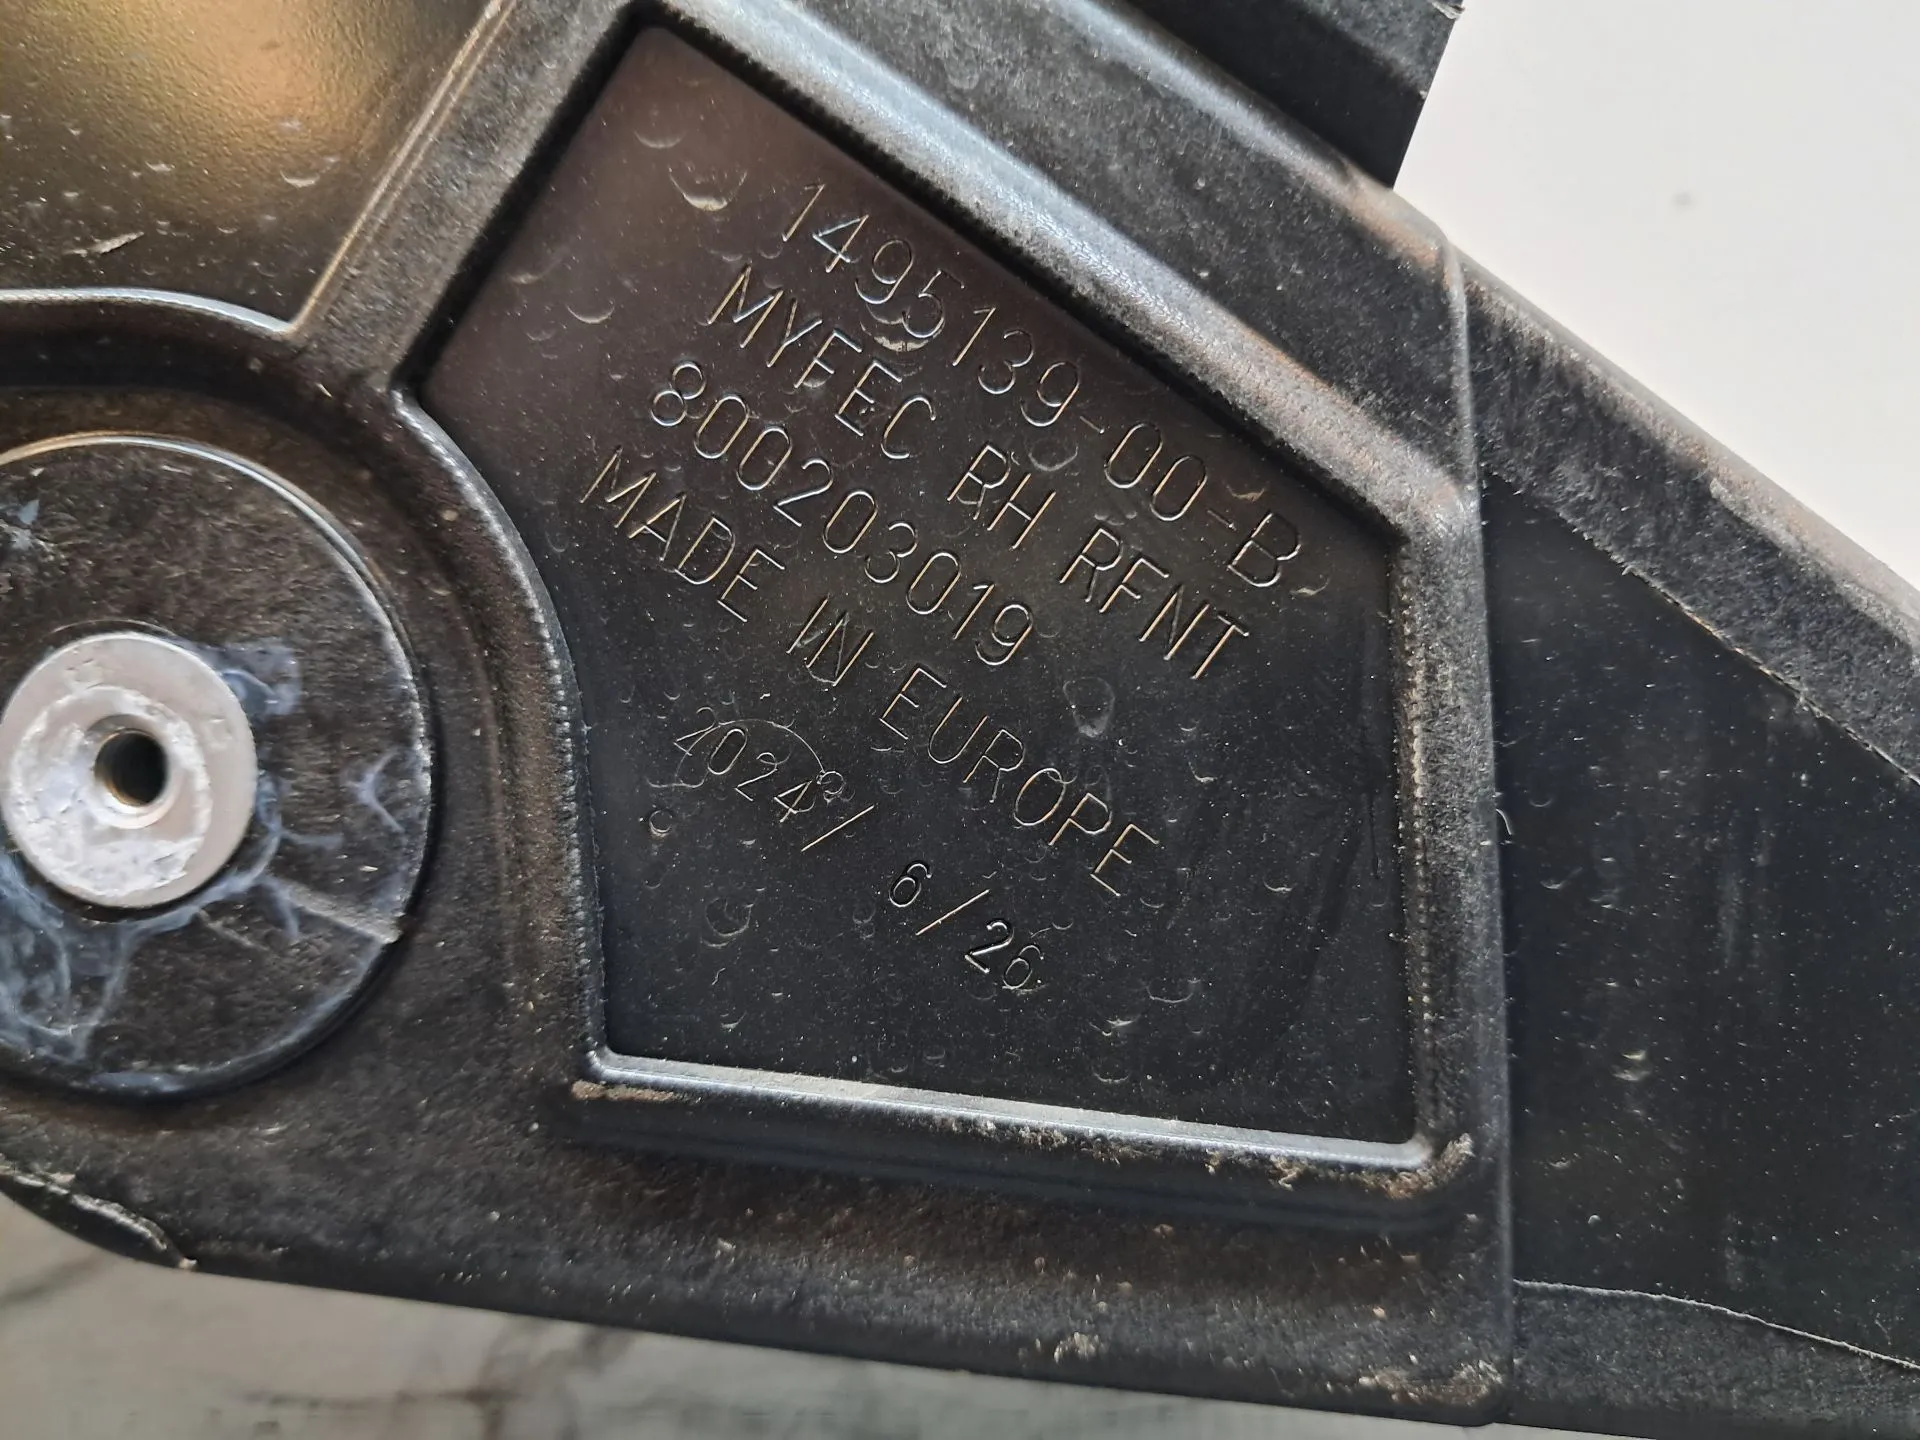 1495139-00-B
MYFEC RH RFNT
800203019
MADE IN EUROPE
2024/ 6/26